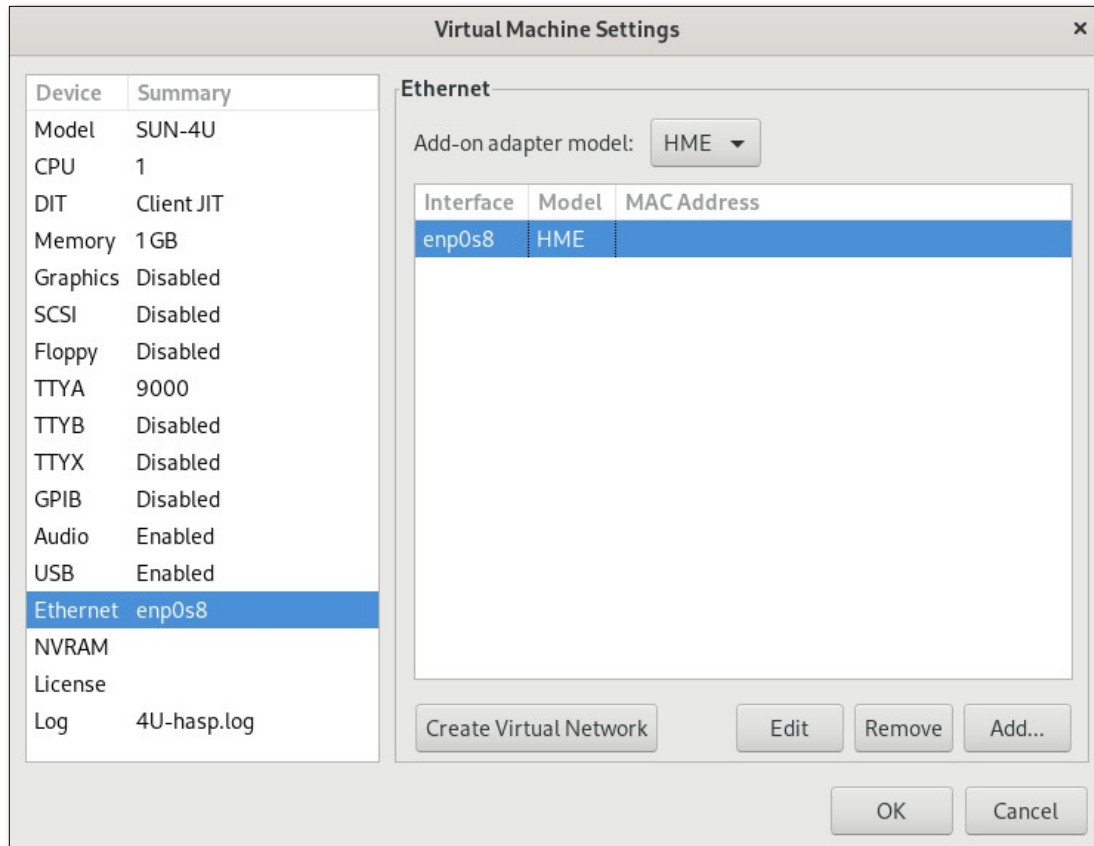 Virtual Machine Settings ×
Device Summary
Model SUN-4U
CPU 1
DIT Client JIT
Memory 1 GB
Graphics Disabled
SCSI Disabled
Floppy Disabled
TTYA 9000
TTYB Disabled
TTYX Disabled
GPIB Disabled
Audio Enabled
USB Enabled
Ethernet enp0s8
NVRAM
License
Log 4U-hasp.log
Ethernet
Add-on adapter model: HME
Interface Model MAC Address
enp0s8 HME
Create Virtual Network Edit Remove Add...
OK Cancel